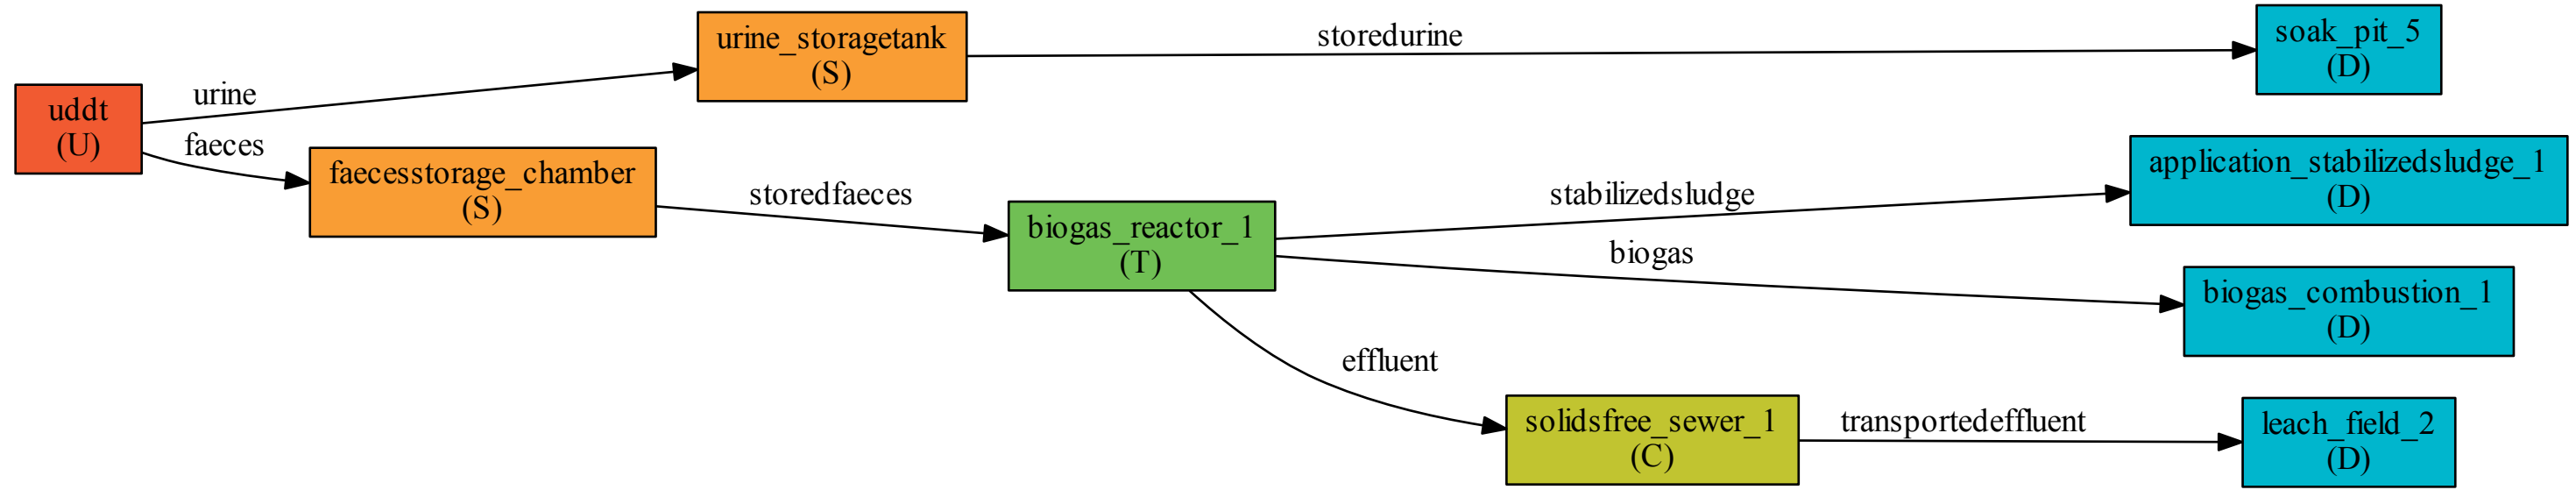 uddt
(U)
urine
faeces
urine_storagetank
(S)
faecesstorage_chamber
(S)
storedurine
storedfaeces
biogas_reactor_1
(T)
stabilizedsludge
biogas
effluent
solidsfree_sewer_1
(C)
transportedeffluent
soak_pit_5
(D)
application_stabilizedsludge_1
(D)
biogas_combustion_1
(D)
leach_field_2
(D)